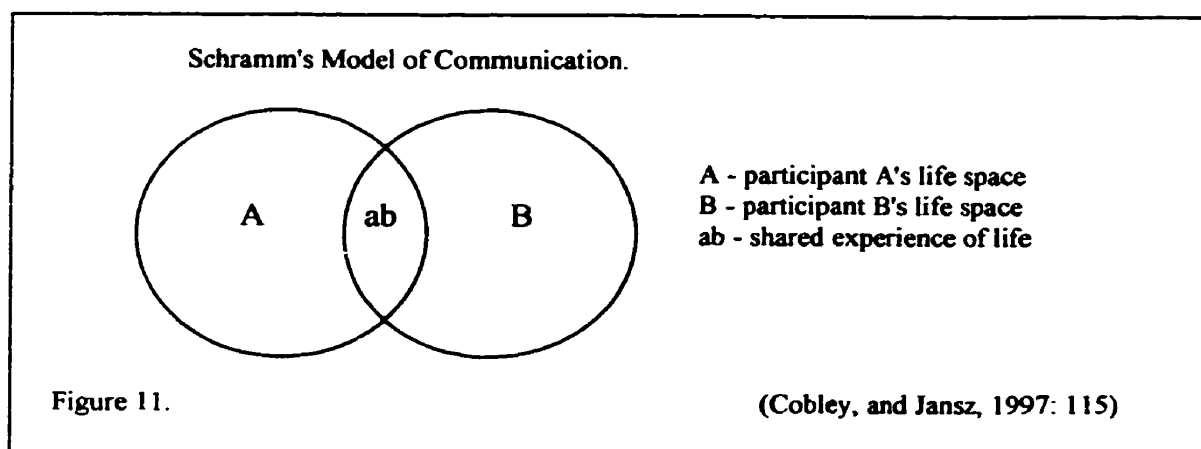 Schramm's Model of Communication.
A
ab
B
A - participant A's life space
B - participant B's life space
ab - shared experience of life
Figure 11.
(Cobley, and Jansz, 1997: 115)